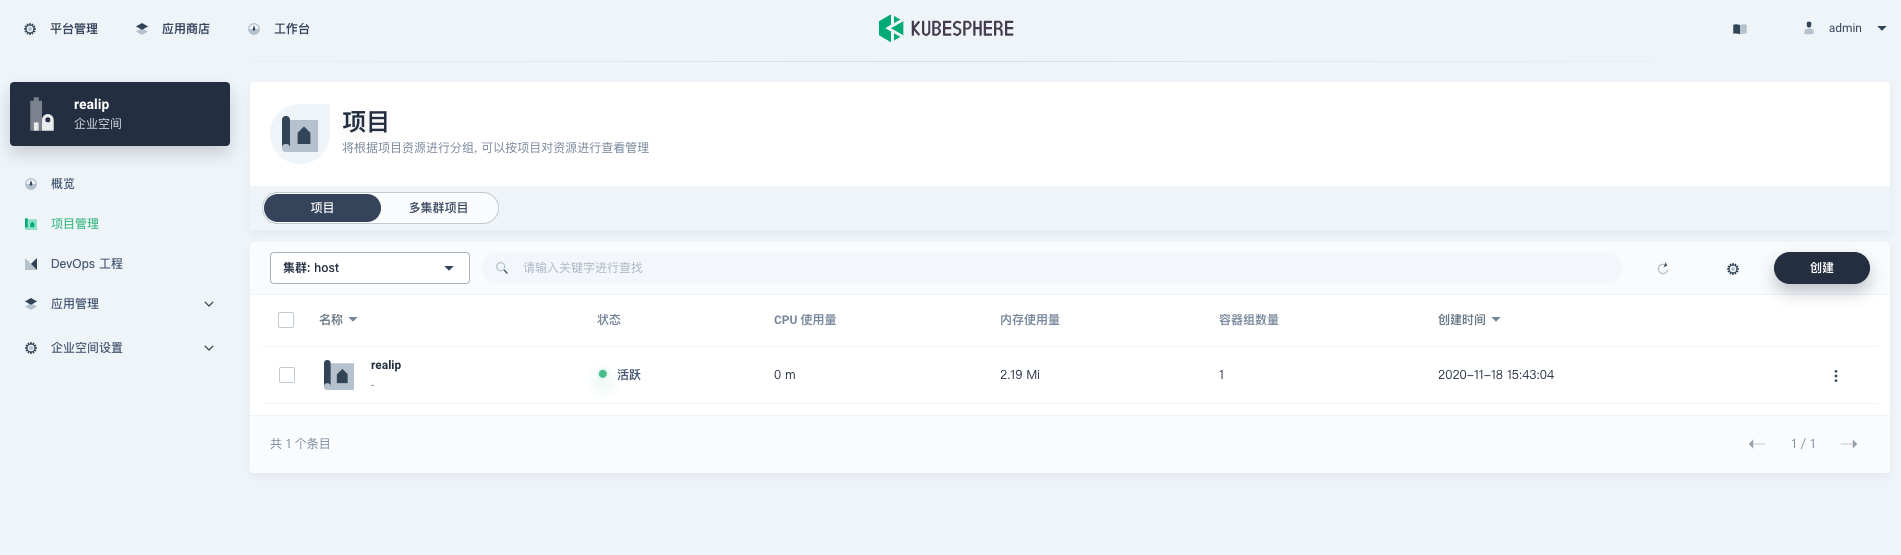 平台管理 应用商店 工作台 KUBESPHERE admin
realip
企业空间
概览
项目管理
DevOps 工程
应用管理
企业空间设置
项目
将根据项目资源进行分组, 可以按项目对资源进行查看管理
项目 多集群项目
集群: host 请输入关键字进行查找 创建
名称 状态 CPU 使用量 内存使用量 容器组数量 创建时间
realip 活跃 0 m 2.19 Mi 1 2020-11-18 15:43:04
-
共 1 个条目 1 / 1